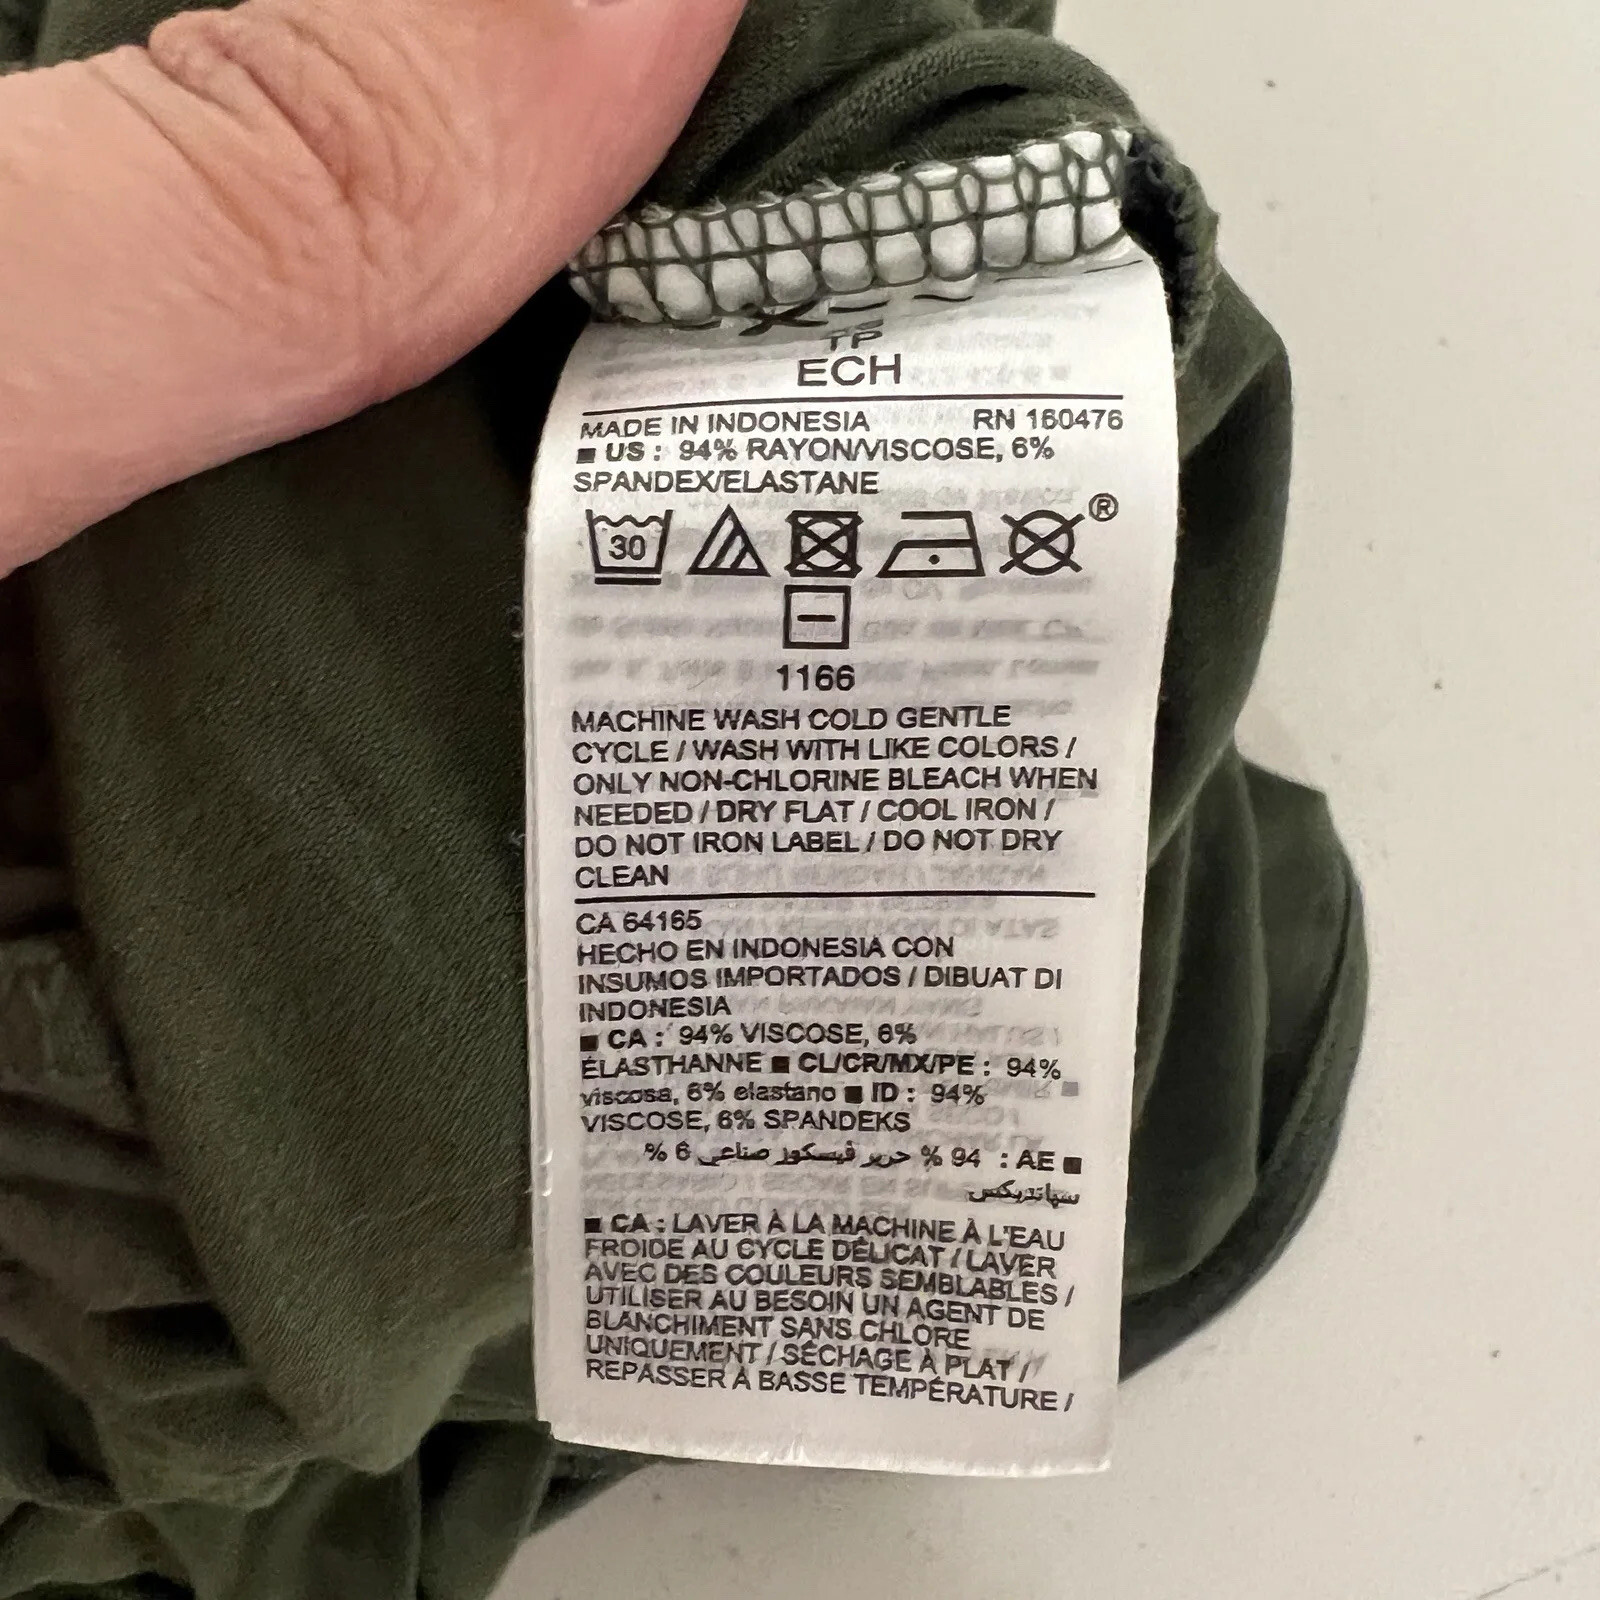 TP
ECH
MADE IN INDONESIA RN 160476
■ US : 94% RAYON/VISCOSE, 6%
SPANDEX/ELASTANE
30
®
1166
MACHINE WASH COLD GENTLE
CYCLE / WASH WITH LIKE COLORS /
ONLY NON-CHLORINE BLEACH WHEN
NEEDED / DRY FLAT / COOL IRON /
DO NOT IRON LABEL / DO NOT DRY
CLEAN
CA 64165
HECHO EN INDONESIA CON
INSUMOS IMPORTADOS / DIBUAT DI
INDONESIA
■ CA : 94% VISCOSE, 6%
ÉLASTHANNE ■ CL/CR/MX/PE : 94%
viscosa, 6% elastano ■ ID : 94%
VISCOSE, 6% SPANDEKS
■ AE : 94 % حرير فيسكوز صناعي 6 %
سباندیکس
■ CA : LAVER À LA MACHINE À L'EAU
FROIDE AU CYCLE DÉLICAT / LAVER
AVEC DES COULEURS SEMBLABLES /
UTILISER AU BESOIN UN AGENT DE
BLANCHIMENT SANS CHLORE
UNIQUEMENT / SÉCHAGE À PLAT /
REPASSER À BASSE TEMPÉRATURE /